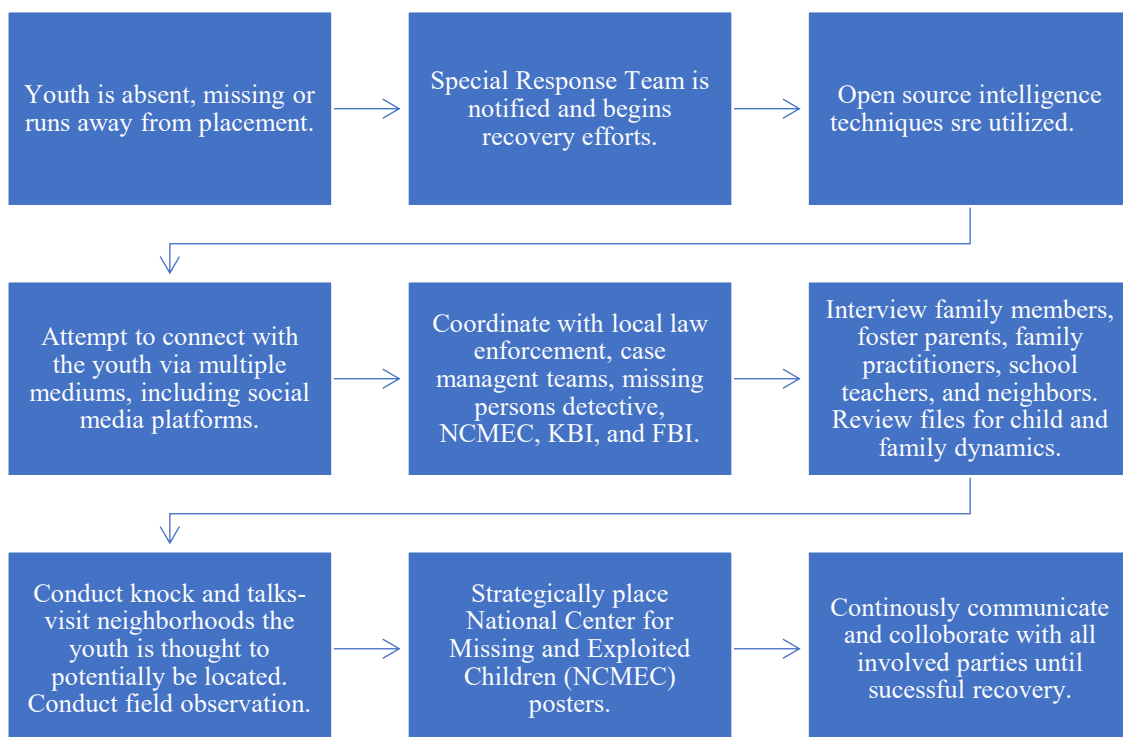 Youth is absent, missing or
runs away from placement.
Special Response Team is
notified and begins
recovery efforts.
Open source intelligence
techniques sre utilized.
Attempt to connect with
the youth via multiple
mediums, including social
media platforms.
Coordinate with local law
enforcement, case
managent teams, missing
persons detective,
NCMEC, KBI, and FBI.
Interview family members,
foster parents, family
practitioners, school
teachers, and neighbors.
Review files for child and
family dynamics.
Conduct knock and talks-
visit neighborhoods the
youth is thought to
potentially be located.
Conduct field observation.
Strategically place
National Center for
Missing and Exploited
Children (NCMEC)
posters.
Continously communicate
and colloborate with all
involved parties until
sucessful recovery.